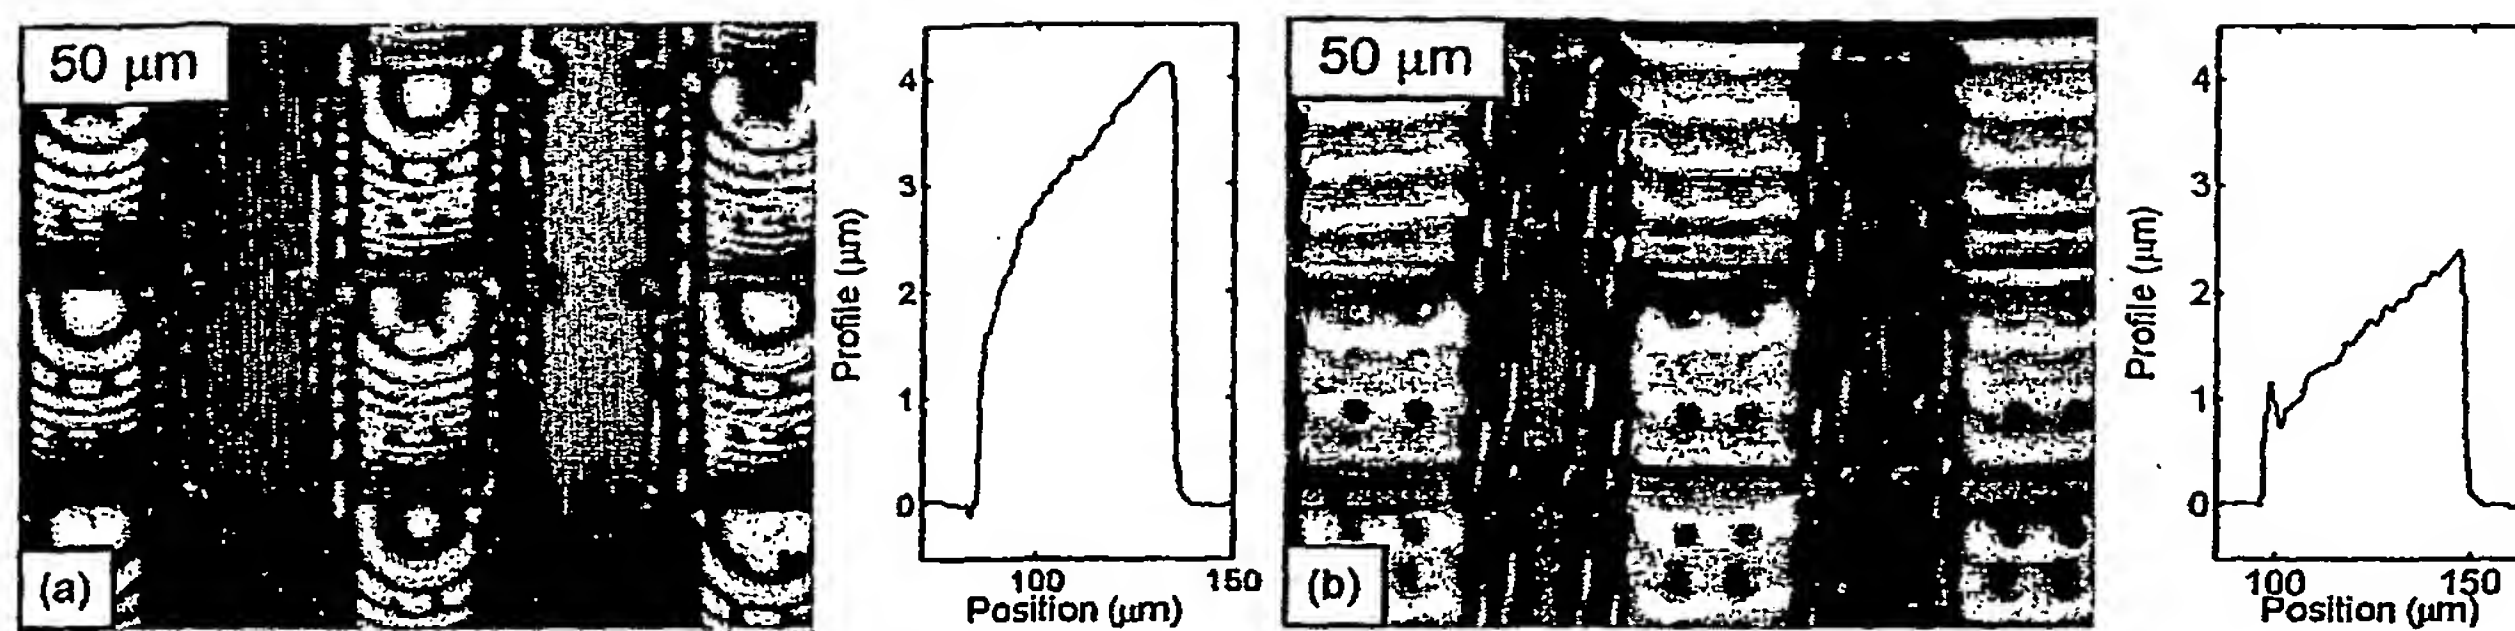 50 μm
(a)
Profile (μm)
4
3
2
1
0
100
150
Position (μm)
50 μm
(b)
Profile (μm)
4
3
2
1
0
100
150
Position (μm)